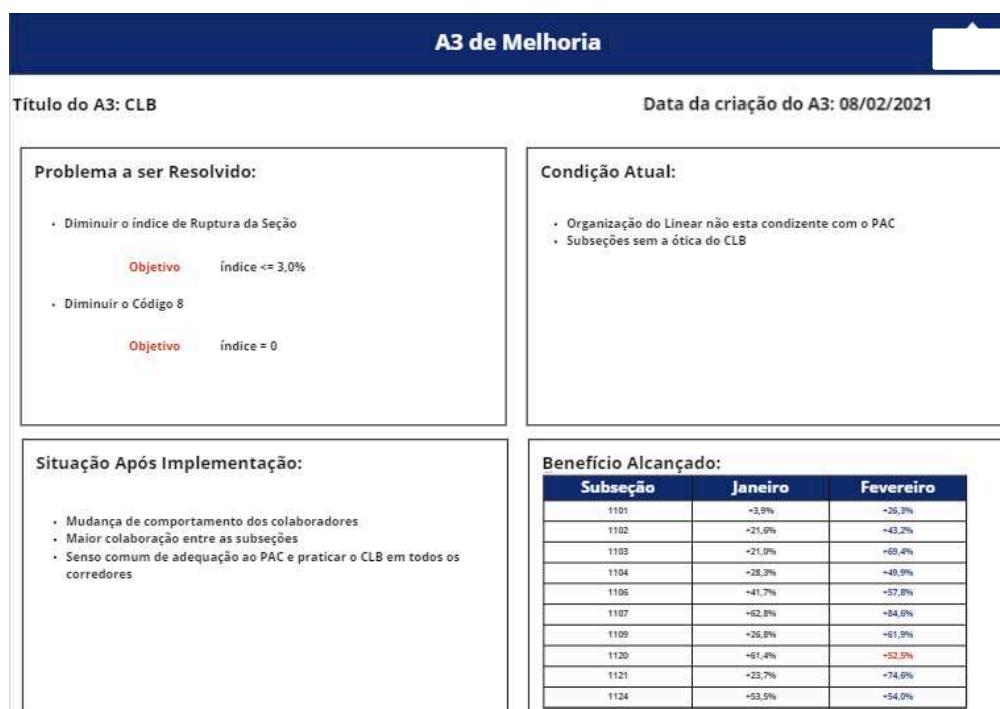 A3 de Melhoria
Título do A3: CLB
Data da criação do A3: 08/02/2021
Problema a ser Resolvido:
• Diminuir o índice de Ruptura da Seção
Objetivo índice <= 3,0%
• Diminuir o Código 8
Objetivo índice = 0
Condição Atual:
• Organização do Linear não esta condizente com o PAC
• Subseções sem a ótica do CLB
Situação Após Implementação:
• Mudança de comportamento dos colaboradores
• Maior colaboração entre as subseções
• Senso comum de adequação ao PAC e praticar o CLB em todos os
corredores
Benefício Alcançado:
Subseção Janeiro Fevereiro
1101 +3,9% +26,3%
1102 +21,6% +43,2%
1103 +21,0% +69,4%
1104 +28,3% +49,9%
1106 +41,7% +57,8%
1107 +62,8% +84,6%
1109 +26,8% +61,9%
1120 +61,4% +52,5%
1121 +23,7% +74,6%
1124 +53,5% +54,0%